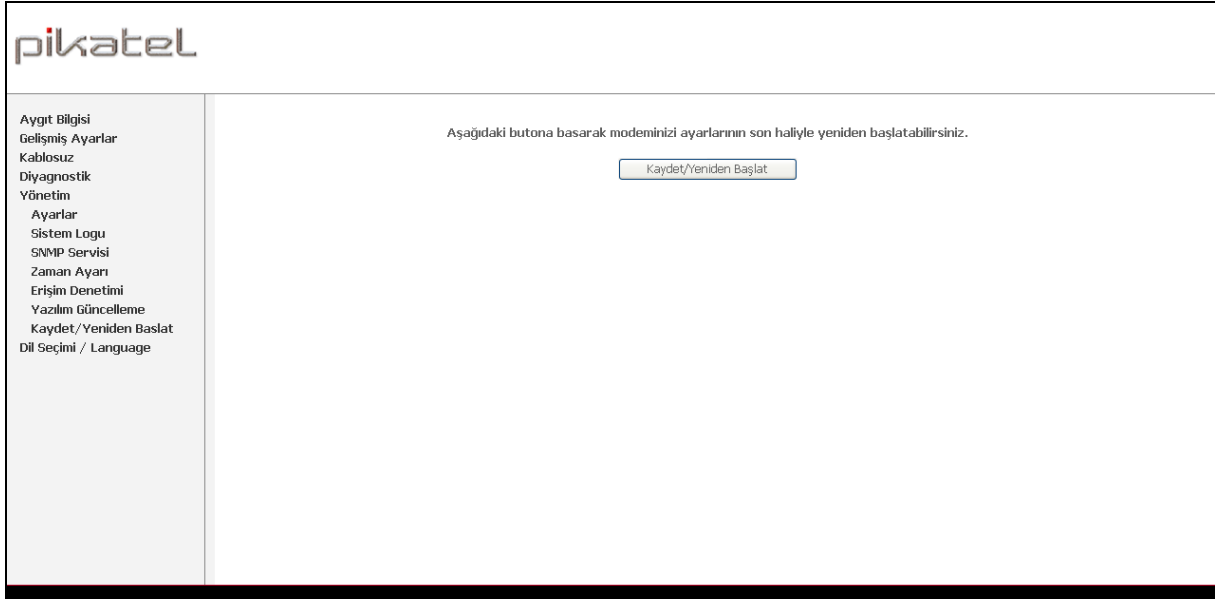 pikatel
Aygıt Bilgisi
Gelişmiş Ayarlar
Kablosuz
Diyagnostik
Yönetim
Ayarlar
Sistem Logu
SNMP Servisi
Zaman Ayarı
Erişim Denetimi
Yazılım Güncelleme
Kaydet/Yeniden Baslat
Dil Seçimi / Language
Aşağıdaki butona basarak modeminizi ayarlarının son haliyle yeniden başlatabilirsiniz.
Kaydet/Yeniden Başlat